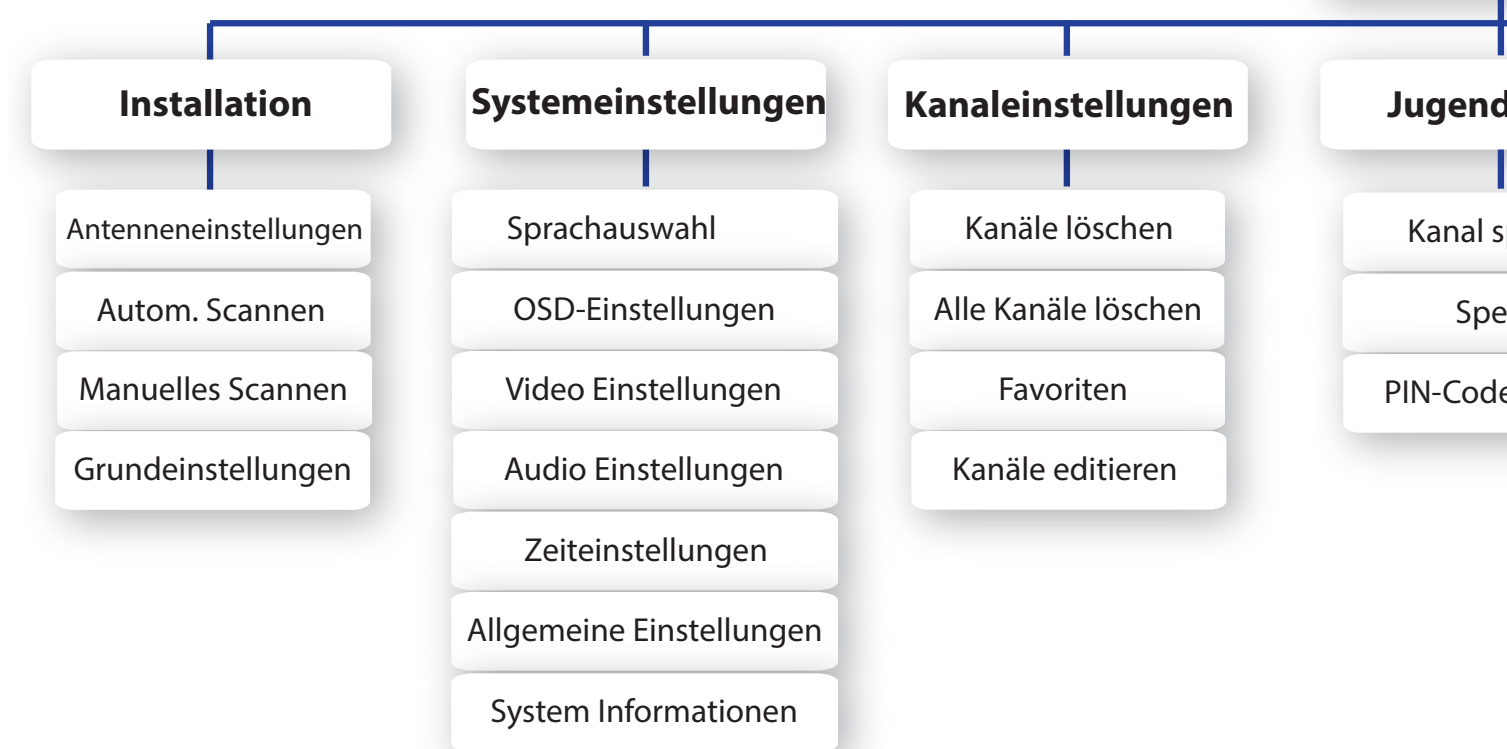 Installation
Antenneneinstellungen
Autom. Scannen
Manuelles Scannen
Grundeinstellungen
Systemeinstellungen
Sprachauswahl
OSD-Einstellungen
Video Einstellungen
Audio Einstellungen
Zeiteinstellungen
Allgemeine Einstellungen
System Informationen
Kanaleinstellungen
Kanäle löschen
Alle Kanäle löschen
Favoriten
Kanäle editieren
Kanal